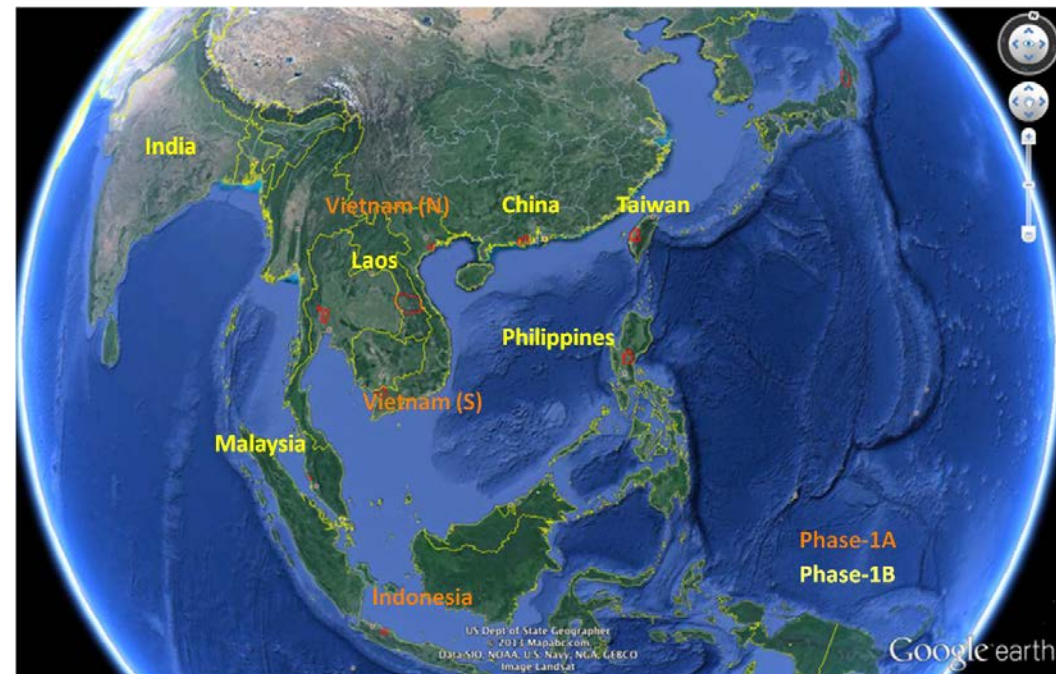 India
Vietnam (N)
China
Taiwan
Laos
Philippines
Vietnam (S)
Malaysia
Phase-1A
Phase-1B
Indonesia
US Dept of State Geographer
© 2013 Mapabc.com
Data SIO, NOAA, U.S. Navy, NGA, GEBCO
Image Landsat
Google earth
N